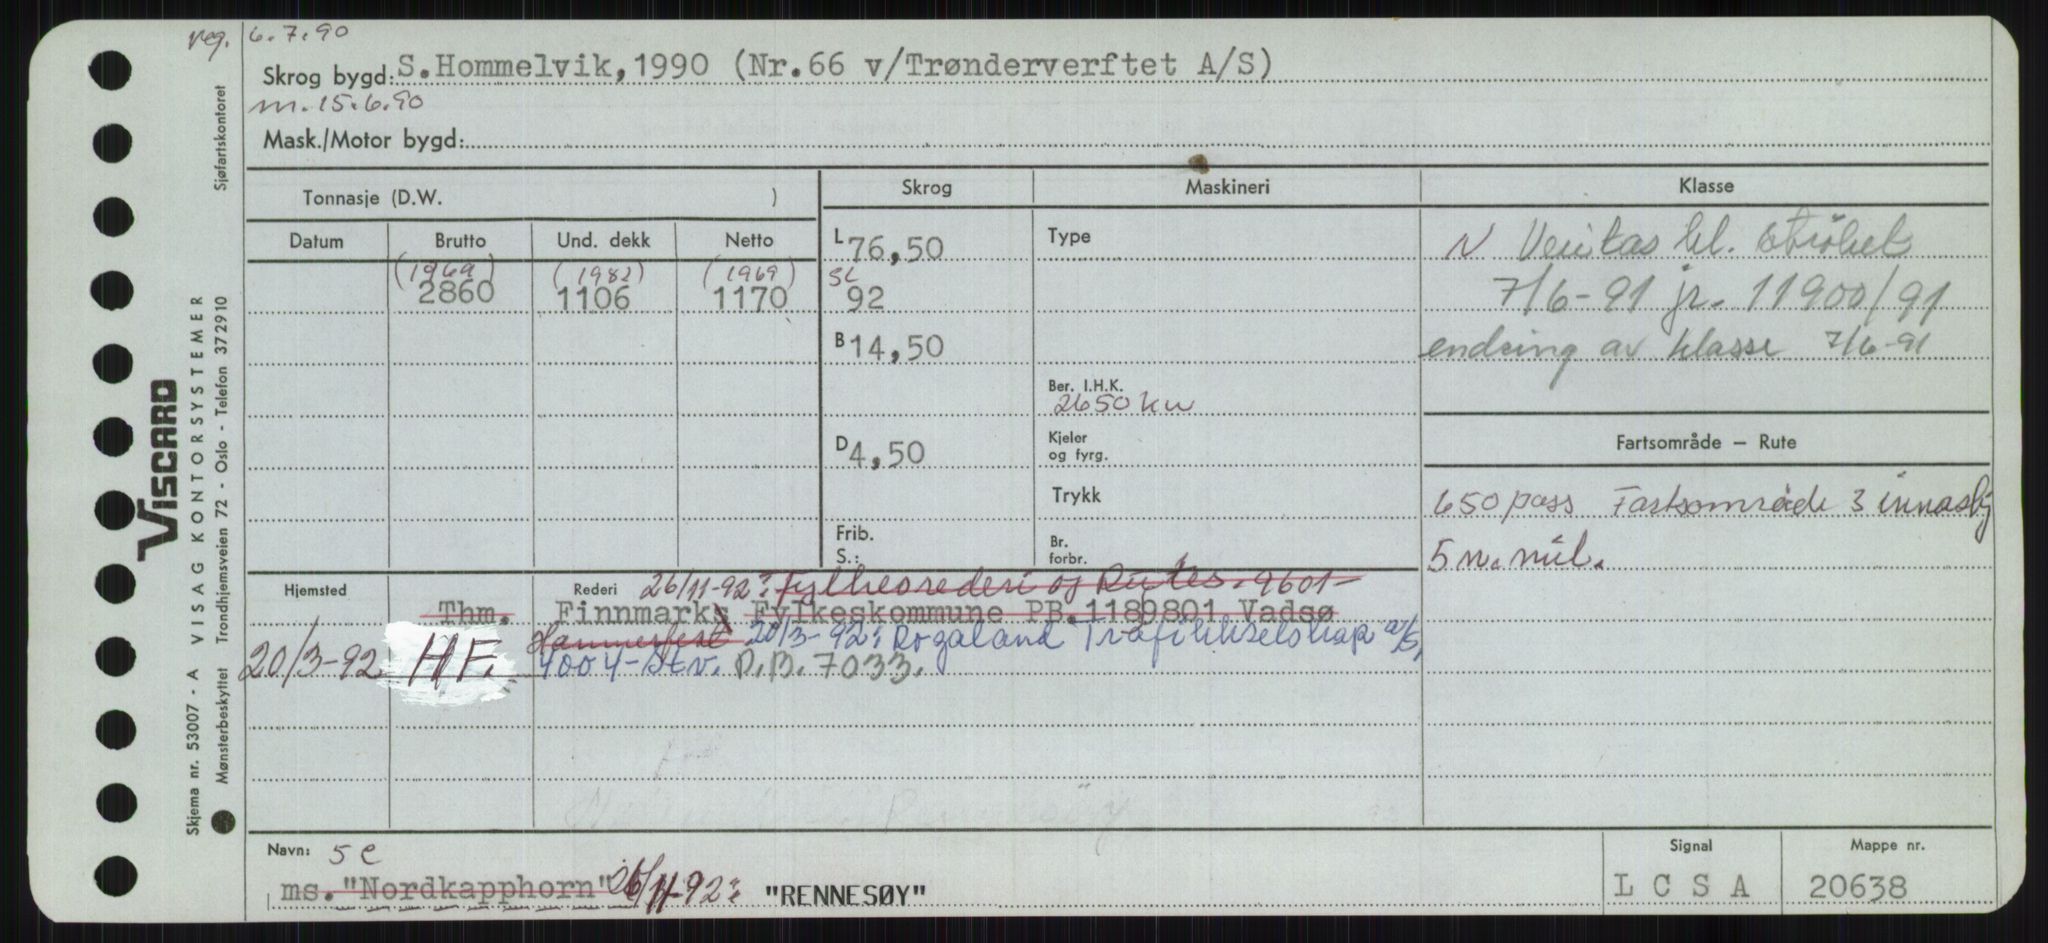 reg. 6.7.90
Skrog bygd: S.Hommelvik,1990 (Nr.66 v/Trønderverftet A/S)
m. 15.6.90
Mask./Motor bygd:
Tonnasje (D.W. )
Skrog
Maskineri
Klasse
Datum
Brutto
Und. dekk
Netto
L 76,50
Type
N Veritas kl. strøket
(1969) (1982) (1969)
2860 1106 1170
SL
92
7/6-91 jr. 11900/91
B 14,50
endring av klasse 7/6-91
Ber. I.H.K.
2650 kw
Fartsområde – Rute
D 4,50
Kjeler
og fyrg.
Trykk
650 pass Fartsområde 3
Frib.
S.:
Br.
forbr.
5 n. mil.
Hjemsted
Rederi 26/11-92: Fylkesrederi og Rutes. 9601-
Thm. Finnmark Fylkeskommune PB.1189801 Vadsø
Hammerfest 20/3-92: Rogaland Trafikkselskap a/s,
20/3-92 HF. 4004-Stv. P.B. 7033.
Navn: 5e
ms. "Nordkapphorn" 26/11-92: "RENNESØY"
Signal
L C S A
Mappe nr.
20638
Sjøfartskontoret
VISCARD
VISAG KONTORSYSTEMER
Skjema nr. 53007 - A
Mønsterbeskyttet Trondhjemsveien 72 - Oslo - Telefon 372910